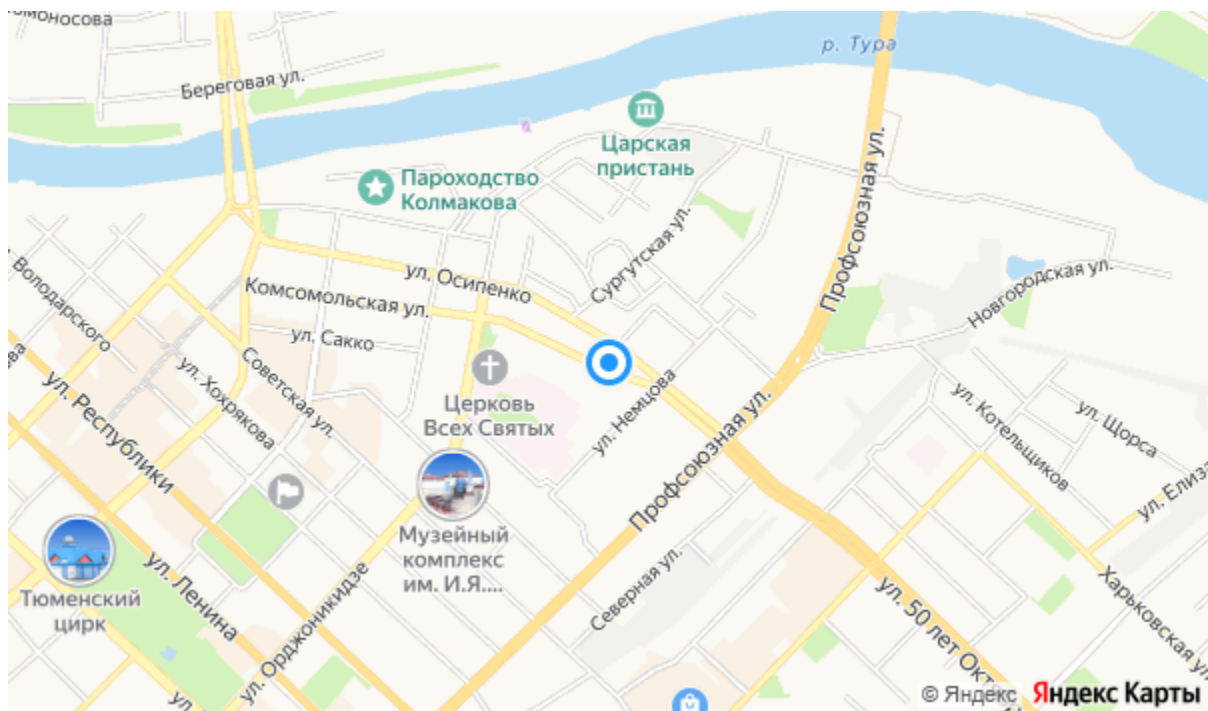 омоносова
р. Тура
Береговая ул.
Царская
пристань
Профсоюзная ул.
Пароходство
Колмакова
Сургутская ул.
ул. Осипенко
Новгородская ул.
Володарского
Комсомольская ул.
ул. Сакко
Советская ул.
ул. Хохрякова
ул. Республики
Церковь
Всех Святых
ул. Немцова
Профсоюзная ул.
ул. Котельщиков
ул. Щорса
ул. Елиза
Музейный
комплекс
им. И.Я....
Тюменский
цирк
ул. Ленина
ул. Орджоникидзе
Северная ул.
ул. 50 лет Октя
Харьковская ул.
ул.
© Яндекс Яндекс Карты